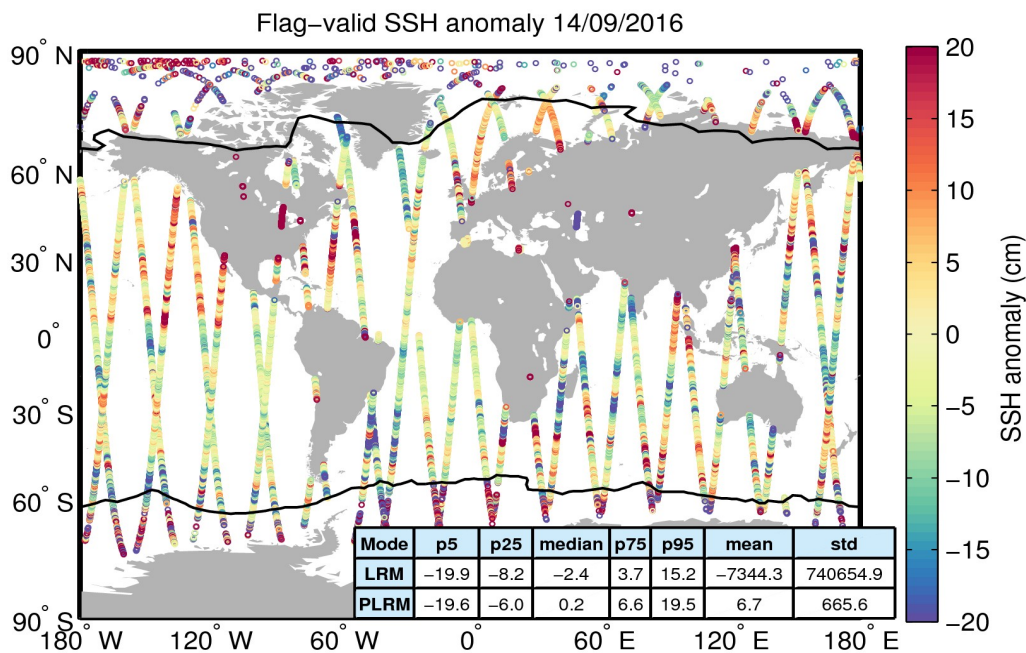 Flag−valid SSH anomaly 14/09/2016
90° N
60° N
30° N
0°
30° S
60° S
90° S
180° W 120° W 60° W 0° 60° E 120° E 180° E
Mode p5 p25 median p75 p95 mean std
LRM −19.9 −8.2 −2.4 3.7 15.2 −7344.3 740654.9
PLRM −19.6 −6.0 0.2 6.6 19.5 6.7 665.6
20
15
10
5
0
−5
−10
−15
−20
SSH anomaly (cm)